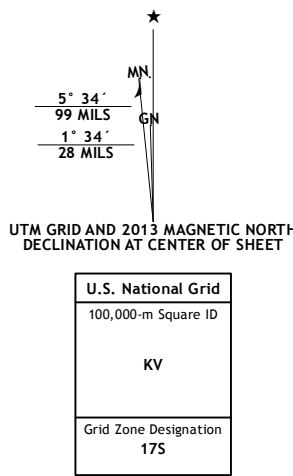 MN
GN
5° 34´
99 MILS
1° 34´
28 MILS
UTM GRID AND 2013 MAGNETIC NORTH
DECLINATION AT CENTER OF SHEET
U.S. National Grid
100,000-m Square ID
KV
Grid Zone Designation
17S